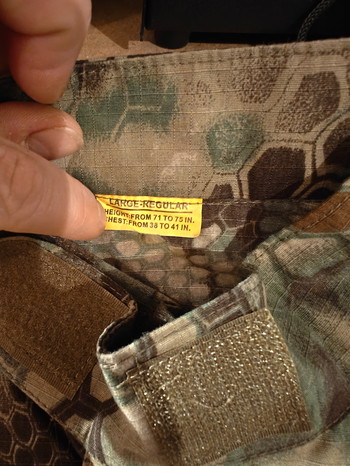 LARGE-REGULAR
HEIGHT:FROM 71 TO 75 IN.
CHEST:FROM 38 TO 41 IN.